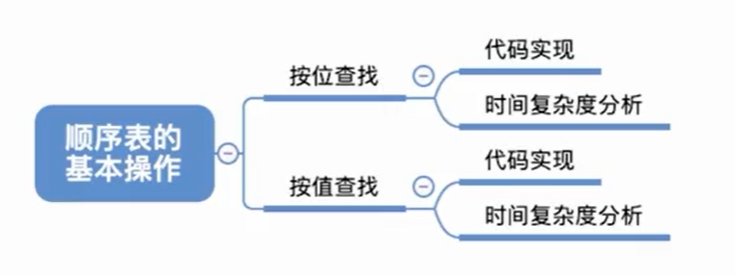 顺序表的
基本操作
按位查找
代码实现
时间复杂度分析
按值查找
代码实现
时间复杂度分析